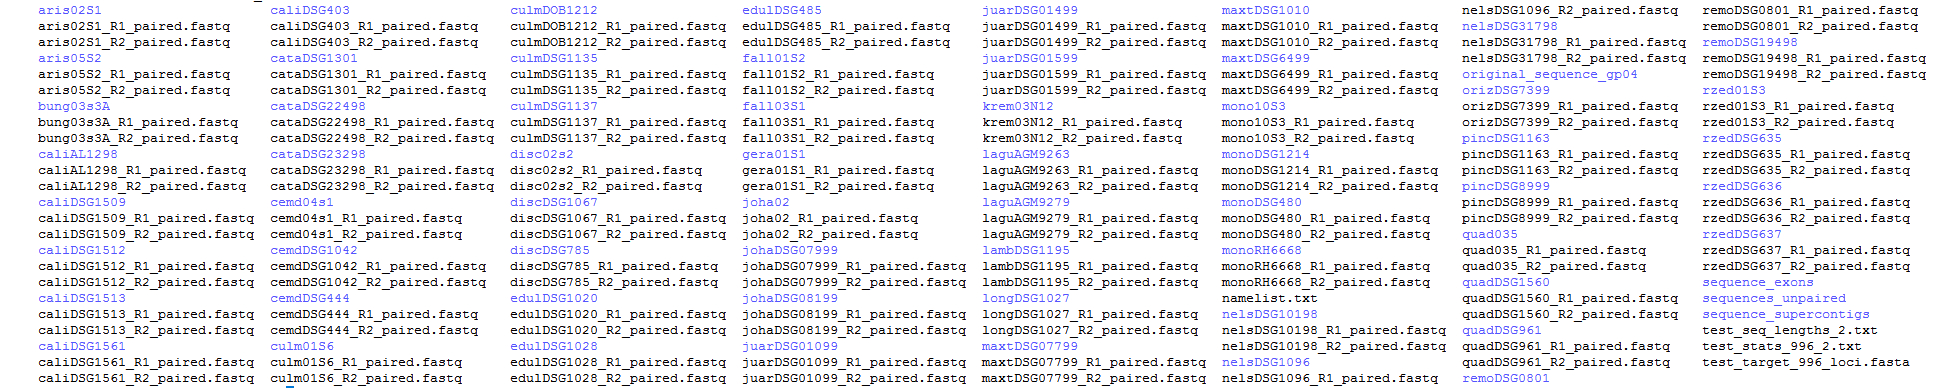 aris02S1
aris02S1_R1_paired.fastq
aris02S1_R2_paired.fastq
aris05S2
aris05S2_R1_paired.fastq
aris05S2_R2_paired.fastq
bung03s3A
bung03s3A_R1_paired.fastq
bung03s3A_R2_paired.fastq
caliAL1298
caliAL1298_R1_paired.fastq
caliAL1298_R2_paired.fastq
caliDSG1509
caliDSG1509_R1_paired.fastq
caliDSG1509_R2_paired.fastq
caliDSG1512
caliDSG1512_R1_paired.fastq
caliDSG1512_R2_paired.fastq
caliDSG1513
caliDSG1513_R1_paired.fastq
caliDSG1513_R2_paired.fastq
caliDSG1561
caliDSG1561_R1_paired.fastq
caliDSG1561_R2_paired.fastq
caliDSG403
caliDSG403_R1_paired.fastq
caliDSG403_R2_paired.fastq
cataDSG1301
cataDSG1301_R1_paired.fastq
cataDSG1301_R2_paired.fastq
cataDSG22498
cataDSG22498_R1_paired.fastq
cataDSG22498_R2_paired.fastq
cataDSG23298
cataDSG23298_R1_paired.fastq
cataDSG23298_R2_paired.fastq
cemd04s1
cemd04s1_R1_paired.fastq
cemd04s1_R2_paired.fastq
cemdDSG1042
cemdDSG1042_R1_paired.fastq
cemdDSG1042_R2_paired.fastq
cemdDSG444
cemdDSG444_R1_paired.fastq
cemdDSG444_R2_paired.fastq
culm01S6
culm01S6_R1_paired.fastq
culm01S6_R2_paired.fastq
culmDOB1212
culmDOB1212_R1_paired.fastq
culmDOB1212_R2_paired.fastq
culmDSG1135
culmDSG1135_R1_paired.fastq
culmDSG1135_R2_paired.fastq
culmDSG1137
culmDSG1137_R1_paired.fastq
culmDSG1137_R2_paired.fastq
disc02s2
disc02s2_R1_paired.fastq
disc02s2_R2_paired.fastq
discDSG1067
discDSG1067_R1_paired.fastq
discDSG1067_R2_paired.fastq
discDSG785
discDSG785_R1_paired.fastq
discDSG785_R2_paired.fastq
edulDSG1020
edulDSG1020_R1_paired.fastq
edulDSG1020_R2_paired.fastq
edulDSG1028
edulDSG1028_R1_paired.fastq
edulDSG1028_R2_paired.fastq
edulDSG485
edulDSG485_R1_paired.fastq
edulDSG485_R2_paired.fastq
fall01S2
fall01S2_R1_paired.fastq
fall01S2_R2_paired.fastq
fall03S1
fall03S1_R1_paired.fastq
fall03S1_R2_paired.fastq
gera01S1
gera01S1_R1_paired.fastq
gera01S1_R2_paired.fastq
joha02
joha02_R1_paired.fastq
joha02_R2_paired.fastq
johaDSG07999
johaDSG07999_R1_paired.fastq
johaDSG07999_R2_paired.fastq
johaDSG08199
johaDSG08199_R1_paired.fastq
johaDSG08199_R2_paired.fastq
juarDSG01099
juarDSG01099_R1_paired.fastq
juarDSG01099_R2_paired.fastq
juarDSG01499
juarDSG01499_R1_paired.fastq
juarDSG01499_R2_paired.fastq
juarDSG01599
juarDSG01599_R1_paired.fastq
juarDSG01599_R2_paired.fastq
krem03N12
krem03N12_R1_paired.fastq
krem03N12_R2_paired.fastq
laguAGM9263
laguAGM9263_R1_paired.fastq
laguAGM9263_R2_paired.fastq
laguAGM9279
laguAGM9279_R1_paired.fastq
laguAGM9279_R2_paired.fastq
lambDSG1195
lambDSG1195_R1_paired.fastq
lambDSG1195_R2_paired.fastq
longDSG1027
longDSG1027_R1_paired.fastq
longDSG1027_R2_paired.fastq
maxtDSG07799
maxtDSG07799_R1_paired.fastq
maxtDSG07799_R2_paired.fastq
maxtDSG1010
maxtDSG1010_R1_paired.fastq
maxtDSG1010_R2_paired.fastq
maxtDSG6499
maxtDSG6499_R1_paired.fastq
maxtDSG6499_R2_paired.fastq
mono10S3
mono10S3_R1_paired.fastq
mono10S3_R2_paired.fastq
monoDSG1214
monoDSG1214_R1_paired.fastq
monoDSG1214_R2_paired.fastq
monoDSG480
monoDSG480_R1_paired.fastq
monoDSG480_R2_paired.fastq
monoRH6668
monoRH6668_R1_paired.fastq
monoRH6668_R2_paired.fastq
namelist.txt
nelsDSG10198
nelsDSG10198_R1_paired.fastq
nelsDSG10198_R2_paired.fastq
nelsDSG1096
nelsDSG1096_R1_paired.fastq
nelsDSG1096_R2_paired.fastq
nelsDSG31798
nelsDSG31798_R1_paired.fastq
nelsDSG31798_R2_paired.fastq
original_sequence_gp04
orizDSG7399
orizDSG7399_R1_paired.fastq
orizDSG7399_R2_paired.fastq
pincDSG1163
pincDSG1163_R1_paired.fastq
pincDSG1163_R2_paired.fastq
pincDSG8999
pincDSG8999_R1_paired.fastq
pincDSG8999_R2_paired.fastq
quad035
quad035_R1_paired.fastq
quad035_R2_paired.fastq
quadDSG1560
quadDSG1560_R1_paired.fastq
quadDSG1560_R2_paired.fastq
quadDSG961
quadDSG961_R1_paired.fastq
quadDSG961_R2_paired.fastq
remoDSG0801
remoDSG0801_R1_paired.fastq
remoDSG0801_R2_paired.fastq
remoDSG19498
remoDSG19498_R1_paired.fastq
remoDSG19498_R2_paired.fastq
rzed01S3
rzed01S3_R1_paired.fastq
rzed01S3_R2_paired.fastq
rzedDSG635
rzedDSG635_R1_paired.fastq
rzedDSG635_R2_paired.fastq
rzedDSG636
rzedDSG636_R1_paired.fastq
rzedDSG636_R2_paired.fastq
rzedDSG637
rzedDSG637_R1_paired.fastq
rzedDSG637_R2_paired.fastq
sequence_exons
sequences_unpaired
sequence_supercontigs
test_seq_lengths_2.txt
test_stats_996_2.txt
test_target_996_loci.fasta